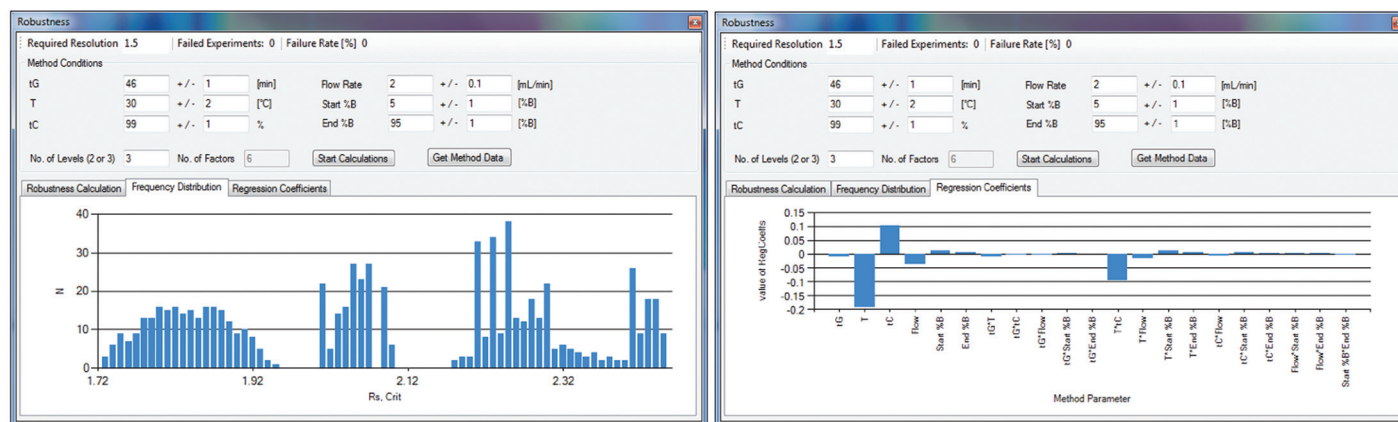 Robustness
Required Resolution 1.5 Failed Experiments: 0 Failure Rate [%] 0
Method Conditions
tG 46 +/- 1 [min] Flow Rate 2 +/- 0.1 [mL/min]
T 30 +/- 2 [°C] Start %B 5 +/- 1 [%B]
tC 99 +/- 1 % End %B 95 +/- 1 [%B]
No. of Levels (2 or 3) 3 No. of Factors 6 Start Calculations Get Method Data
Robustness Calculation Frequency Distribution Regression Coefficients
40
30
20
10
0
N
1.72 1.92 2.12 2.32
Rs, Crit
Robustness
Required Resolution 1.5 Failed Experiments: 0 Failure Rate [%] 0
Method Conditions
tG 46 +/- 1 [min] Flow Rate 2 +/- 0.1 [mL/min]
T 30 +/- 2 [°C] Start %B 5 +/- 1 [%B]
tC 99 +/- 1 % End %B 95 +/- 1 [%B]
No. of Levels (2 or 3) 3 No. of Factors 6 Start Calculations Get Method Data
Robustness Calculation Frequency Distribution Regression Coefficients
0.15
0.1
0.05
0
-0.05
-0.1
-0.15
-0.2
value of RegCoeffs
tG
T
tC
Flow
Start %B
End %B
tG*T
tG*tC
tG*Flow
tG*Start %B
tG*End %B
T*tC
T*Flow
T*Start %B
T*End %B
tC*Flow
tC*Start %B
tC*End %B
Flow*Start %B
Flow*End %B
Start %B*End %B
Method Parameter